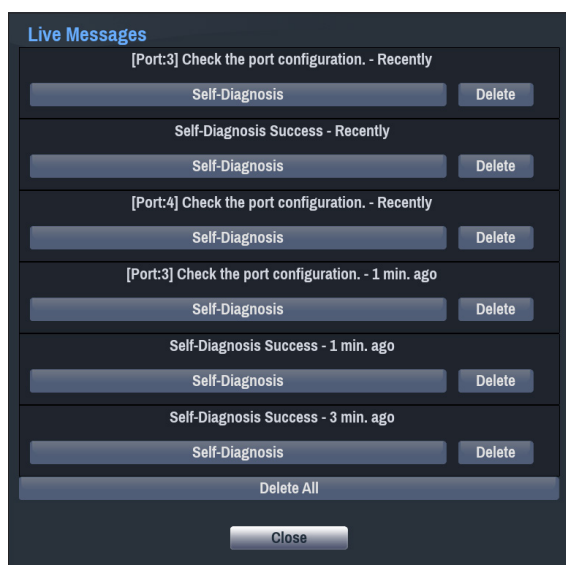 Live Messages
[Port:3] Check the port configuration. - Recently
Self-Diagnosis Delete
Self-Diagnosis Success - Recently
Self-Diagnosis Delete
[Port:4] Check the port configuration. - Recently
Self-Diagnosis Delete
[Port:3] Check the port configuration. - 1 min. ago
Self-Diagnosis Delete
Self-Diagnosis Success - 1 min. ago
Self-Diagnosis Delete
Self-Diagnosis Success - 3 min. ago
Self-Diagnosis Delete
Delete All
Close